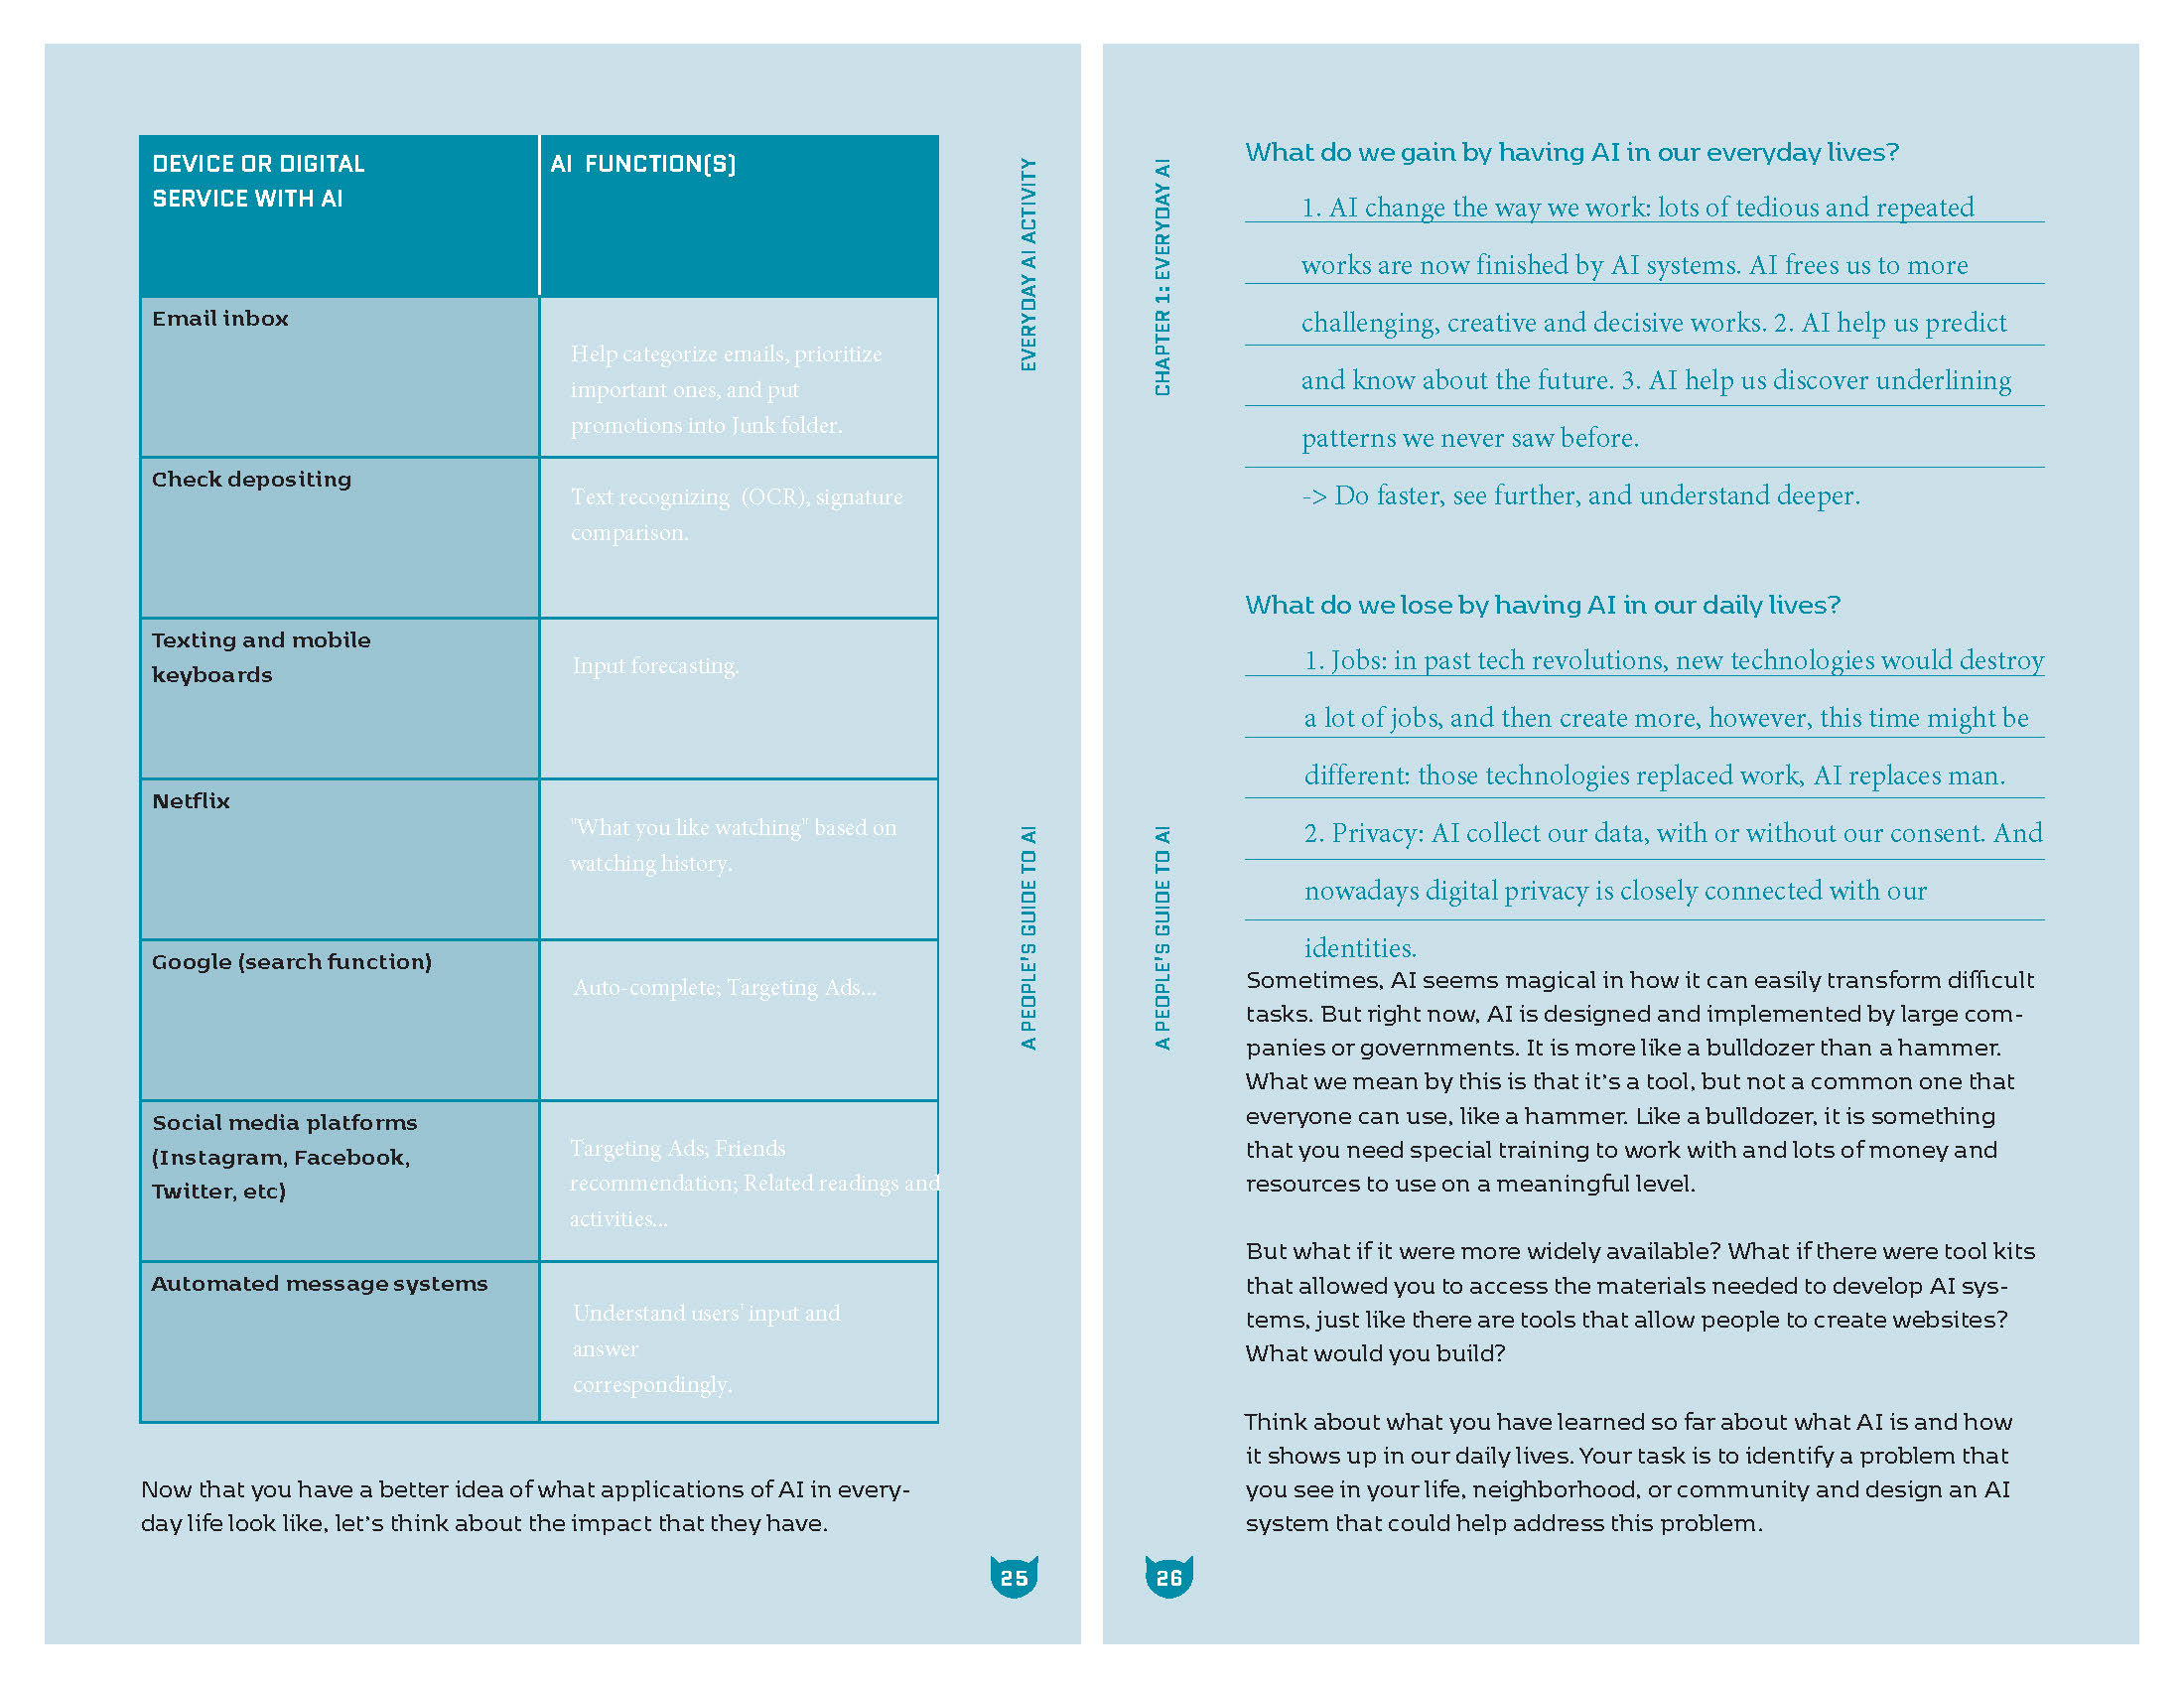 DEVICE OR DIGITAL
SERVICE WITH AI
AI FUNCTION(S)
Email inbox
Help categorize emails, prioritize
important ones, and put
promotions into Junk folder.
Check depositing
Text recognizing (OCR), signature
comparison.
Texting and mobile
keyboards
Input forecasting.
Netflix
"What you like watching" based on
watching history.
Google (search function)
Auto-complete; Targeting Ads...
Social media platforms
(Instagram, Facebook,
Twitter, etc)
Targeting Ads; Friends
recommendation; Related readings and
activities...
Automated message systems
Understand users' input and
answer
correspondingly.
Now that you have a better idea of what applications of AI in every-
day life look like, let's think about the impact that they have.
EVERYDAY AI ACTIVITY
A PEOPLE'S GUIDE TO AI
25
CHAPTER 1: EVERYDAY AI
A PEOPLE'S GUIDE TO AI
What do we gain by having AI in our everyday lives?
1. AI change the way we work: lots of tedious and repeated
works are now finished by AI systems. AI frees us to more
challenging, creative and decisive works. 2. AI help us predict
and know about the future. 3. AI help us discover underlining
patterns we never saw before.
-> Do faster, see further, and understand deeper.
What do we lose by having AI in our daily lives?
1. Jobs: in past tech revolutions, new technologies would destroy
a lot of jobs, and then create more, however, this time might be
different: those technologies replaced work, AI replaces man.
2. Privacy: AI collect our data, with or without our consent. And
nowadays digital privacy is closely connected with our
identities.
Sometimes, AI seems magical in how it can easily transform difficult
tasks. But right now, AI is designed and implemented by large com-
panies or governments. It is more like a bulldozer than a hammer.
What we mean by this is that it's a tool, but not a common one that
everyone can use, like a hammer. Like a bulldozer, it is something
that you need special training to work with and lots of money and
resources to use on a meaningful level.
But what if it were more widely available? What if there were tool kits
that allowed you to access the materials needed to develop AI sys-
tems, just like there are tools that allow people to create websites?
What would you build?
Think about what you have learned so far about what AI is and how
it shows up in our daily lives. Your task is to identify a problem that
you see in your life, neighborhood, or community and design an AI
system that could help address this problem.
26